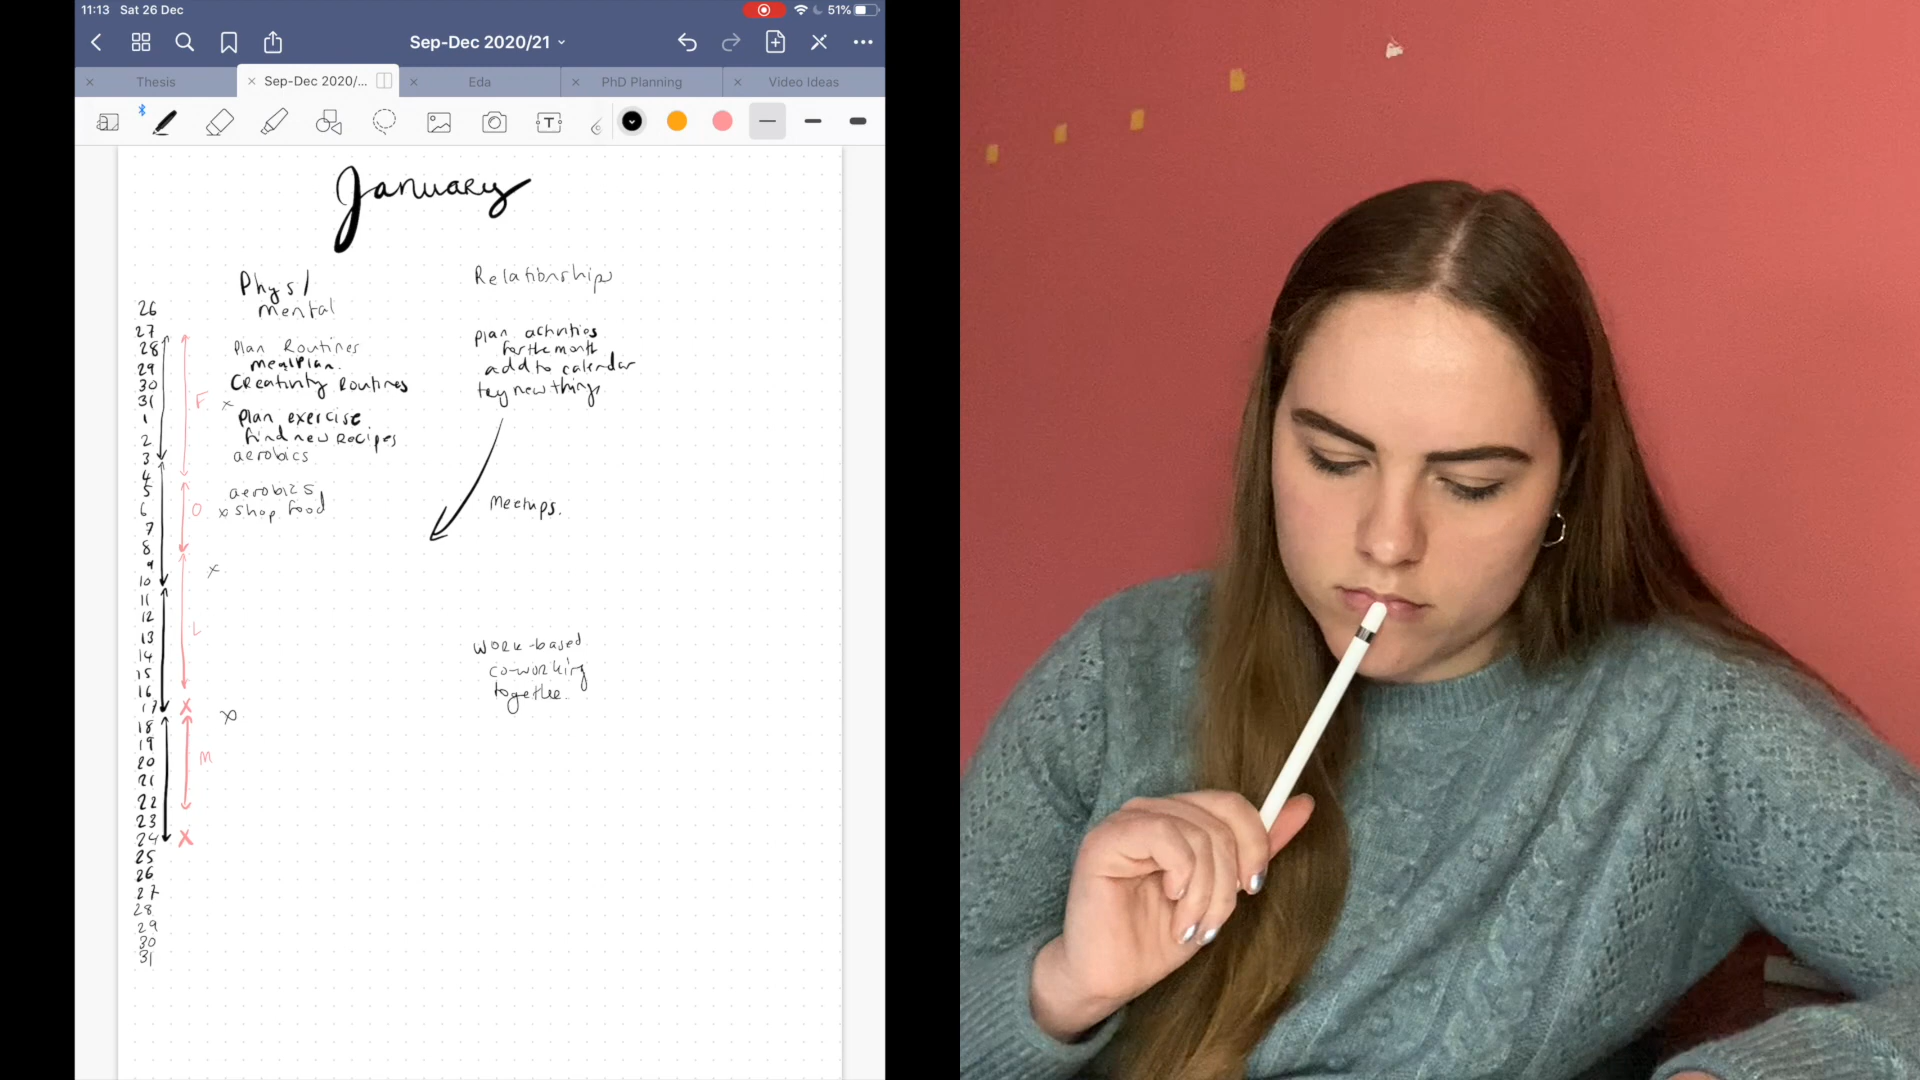 11:13 Sat 26 Dec
51%
Sep-Dec 2020/21
Thesis
Sep-Dec 2020/...
Eda
PhD Planning
Video Ideas
a
T
January
Phys/
mental
Relationships
26
27
28
29
30
31
1
2
3
4
5
6
7
8
9
10
11
12
13
14
15
16
17
18
19
20
21
22
23
24
25
26
27
28
29
30
31
F
O
L
X
M
X
Plan Routines
mealplan.
Creativity Routines
x
plan exercise
find new recipes
aerobics
aerobics
x shop food
x
x
plan activities
for the month
add to calendar
try new things
Meetups.
work-based
co-working
together.